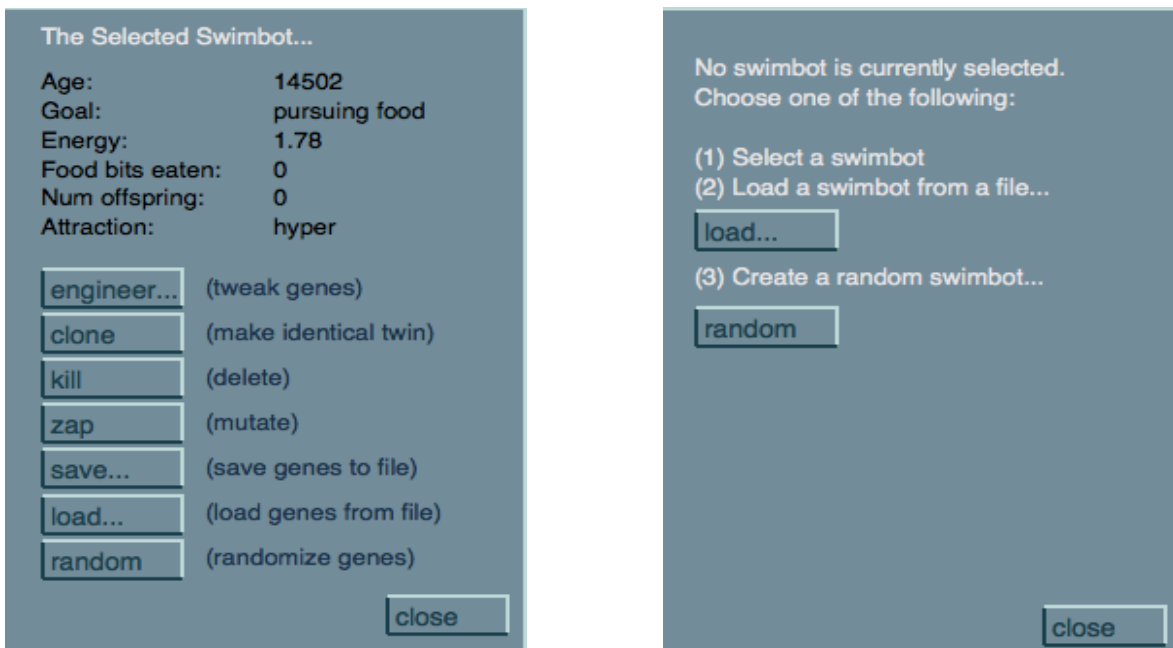 The Selected Swimbot...
Age: 14502
Goal: pursuing food
Energy: 1.78
Food bits eaten: 0
Num offspring: 0
Attraction: hyper
engineer... (tweak genes)
clone (make identical twin)
kill (delete)
zap (mutate)
save... (save genes to file)
load... (load genes from file)
random (randomize genes)
close
No swimbot is currently selected.
Choose one of the following:
(1) Select a swimbot
(2) Load a swimbot from a file...
load...
(3) Create a random swimbot...
random
close